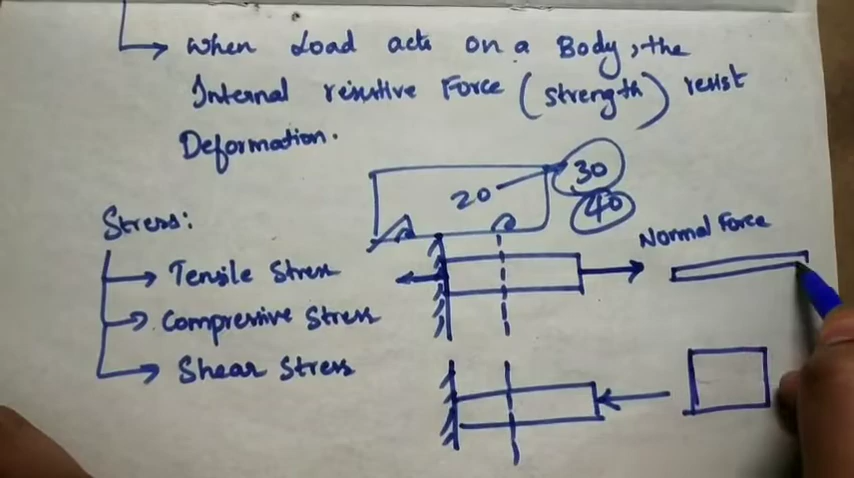 When Load acts on a Body, the
Internal resistive Force (strength) resist
Deformation.
20
30
40
Stress:
Normal Force
Tensile Stress
Compressive Stress
Shear Stress